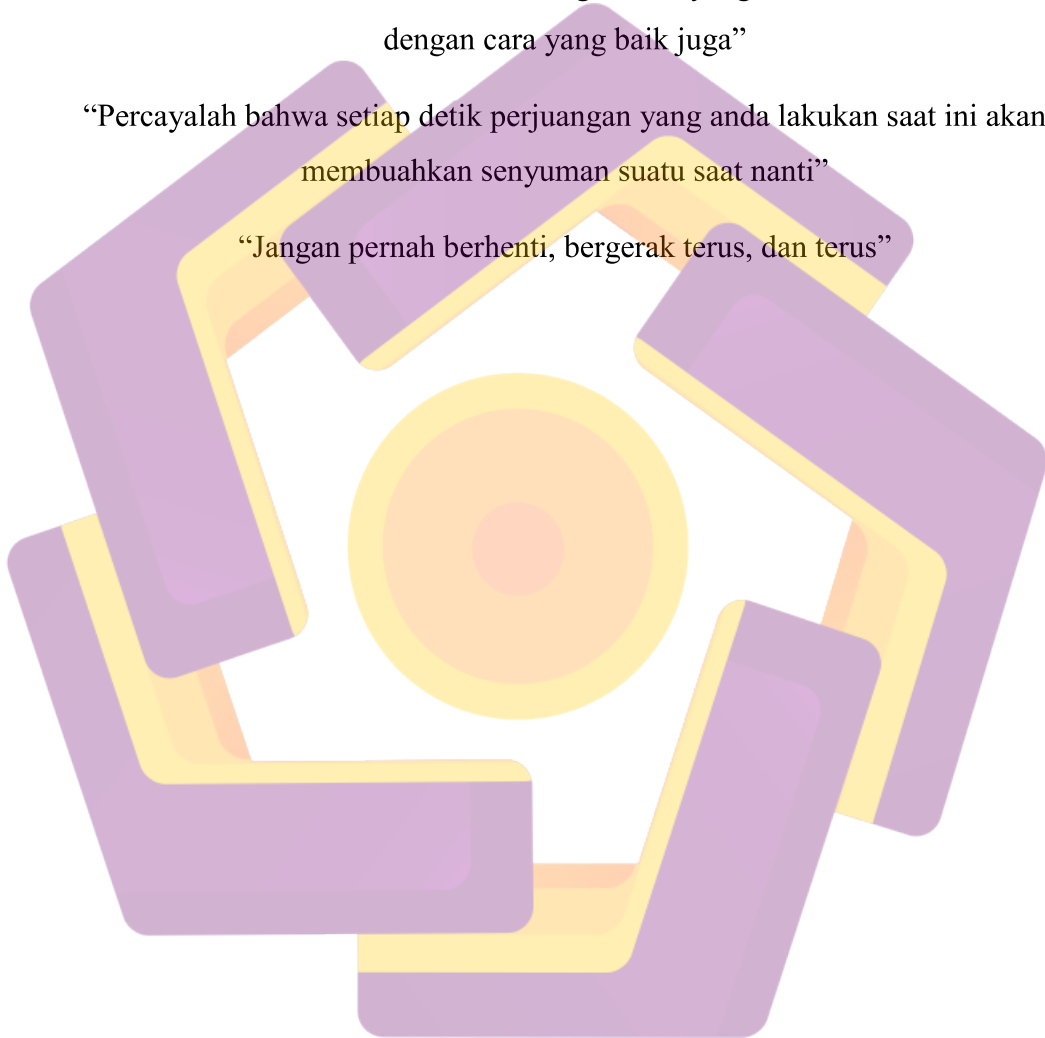 dengan cara yang baik juga”
“Percayalah bahwa setiap detik perjuangan yang anda lakukan saat ini akan
membuahkan senyuman suatu saat nanti”
“Jangan pernah berhenti, bergerak terus, dan terus”